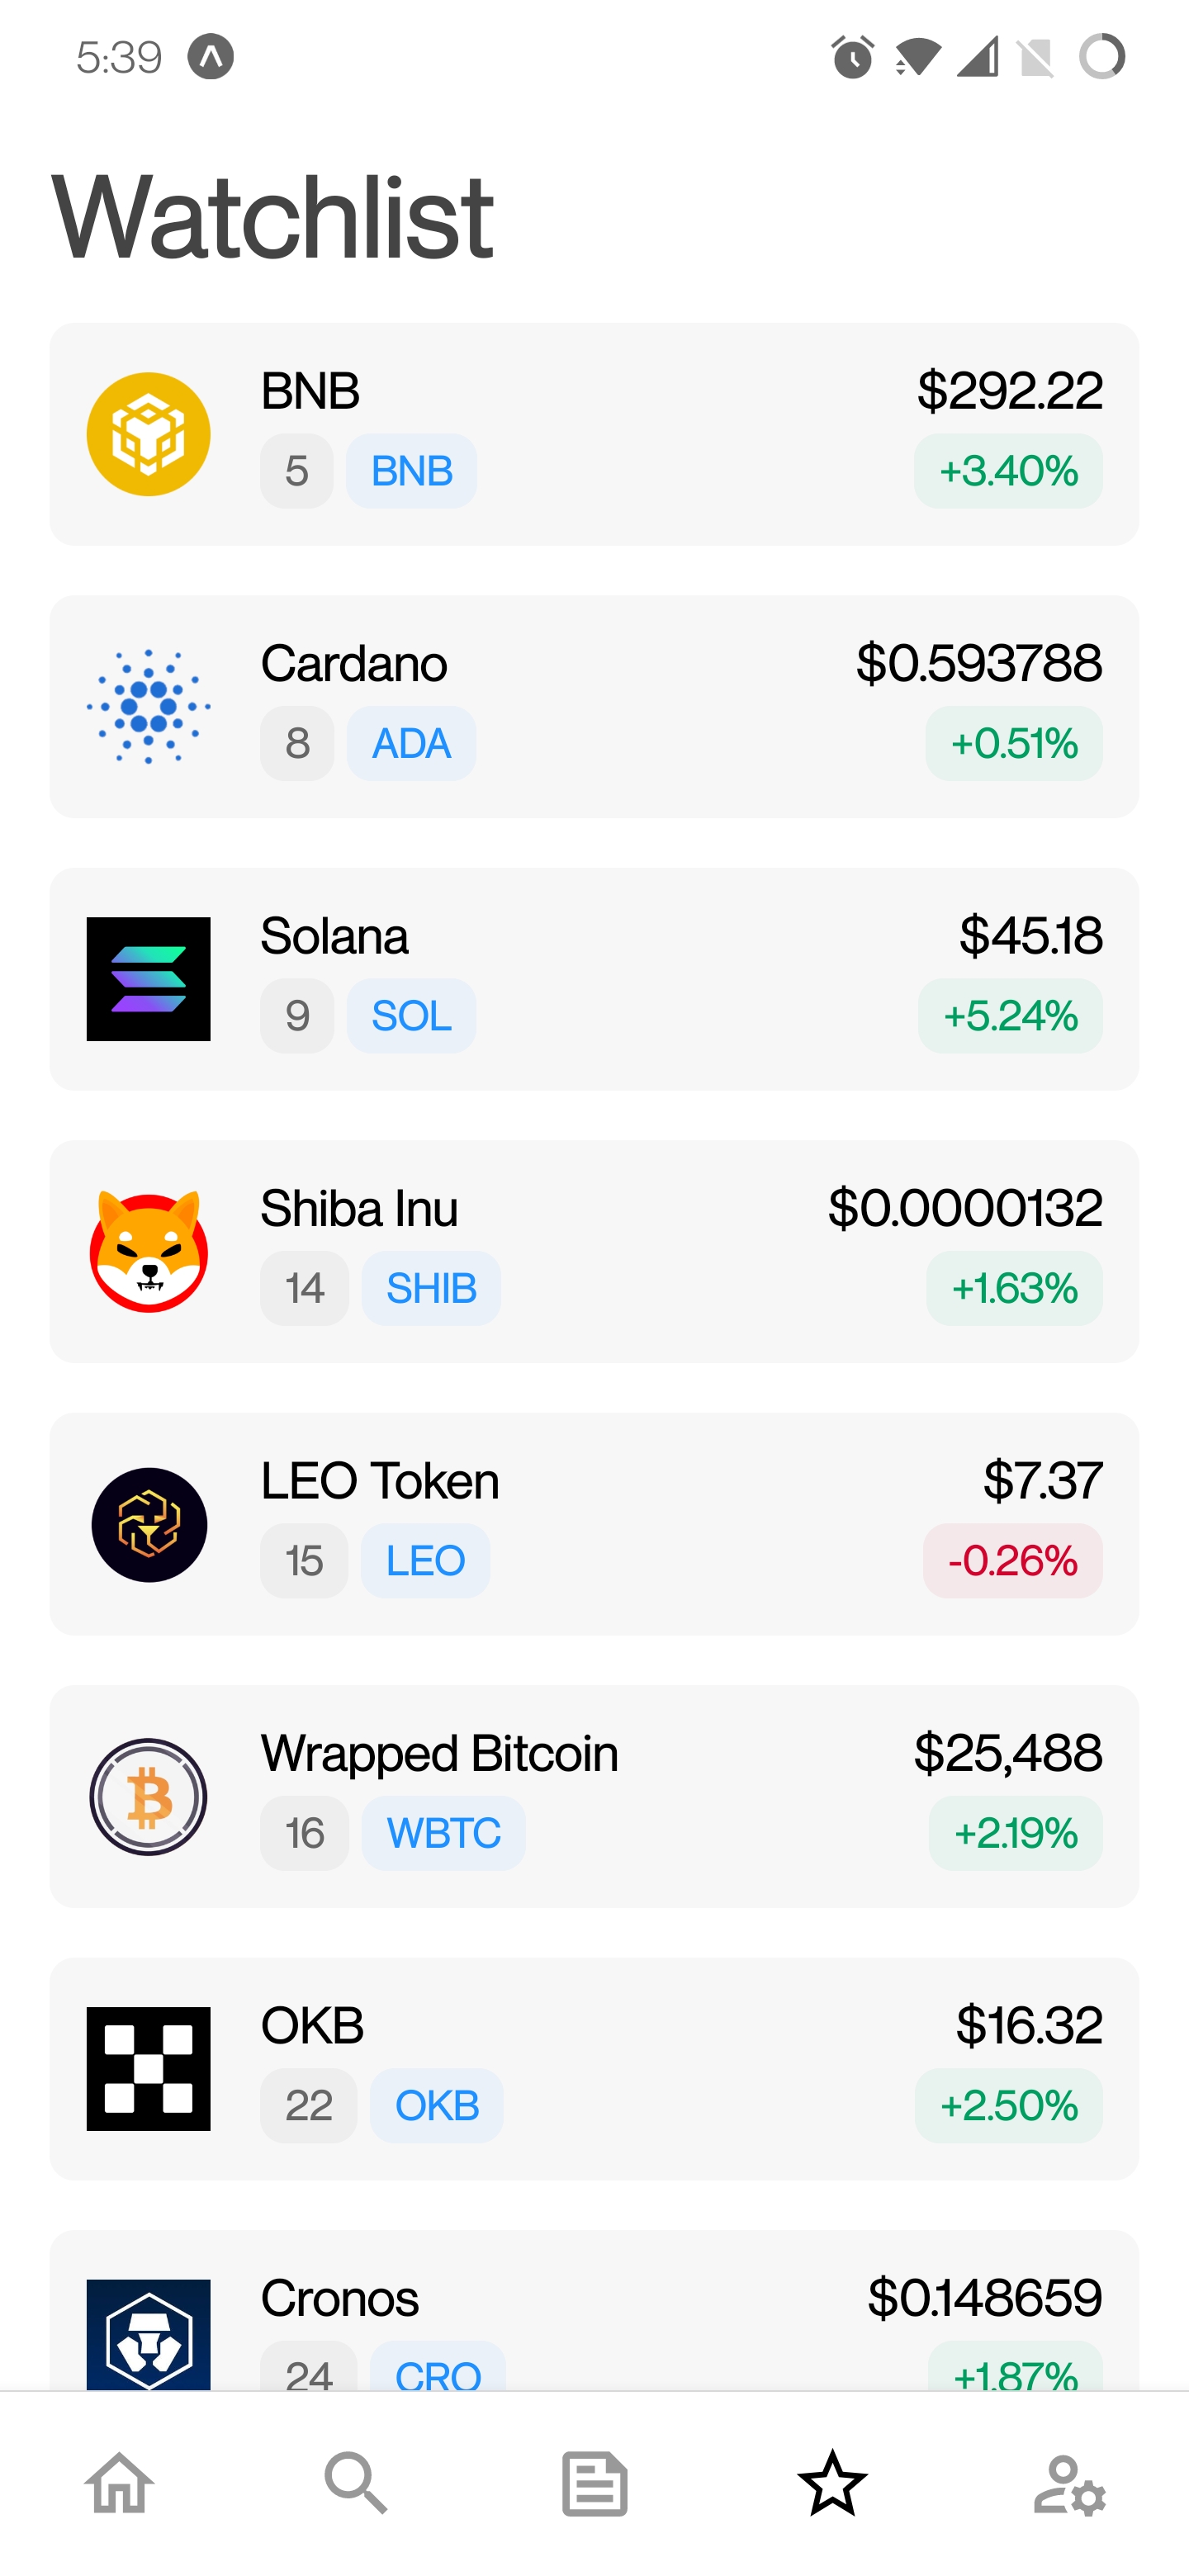 5:39
Watchlist
BNB $292.22
5 BNB +3.40%
Cardano $0.593788
8 ADA +0.51%
Solana $45.18
9 SOL +5.24%
Shiba Inu $0.0000132
14 SHIB +1.63%
LEO Token $7.37
15 LEO -0.26%
Wrapped Bitcoin $25,488
16 WBTC +2.19%
OKB $16.32
22 OKB +2.50%
Cronos $0.148659
24 CRO +1.87%